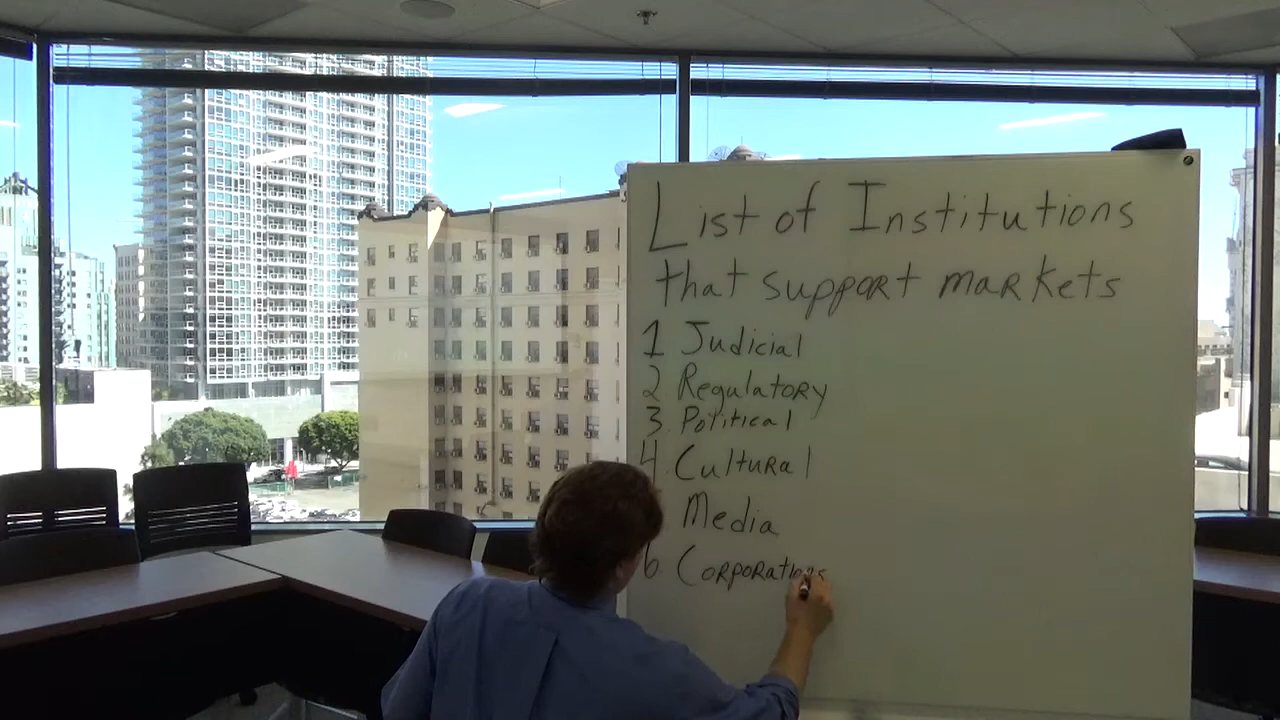 List of Institutions
that support markets
1 Judicial
2 Regulatory
3. Political
4. Cultural
Media
6. Corporations